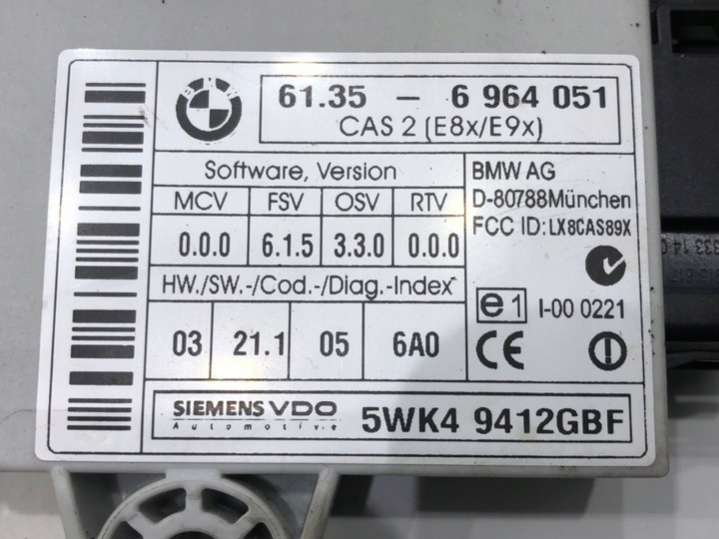 BMW
61.35 - 6 964 051
CAS 2 (E8x/E9x)
Software, Version
MCV FSV OSV RTV
0.0.0 6.1.5 3.3.0 0.0.0
HW./SW.-/Cod.-/Diag.-Index
03 21.1 05 6A0
BMW AG
D-80788München
FCC ID: LX8CAS89X
e1 I-00 0221
CE
SIEMENS VDO
Automotive
5WK4 9412GBF